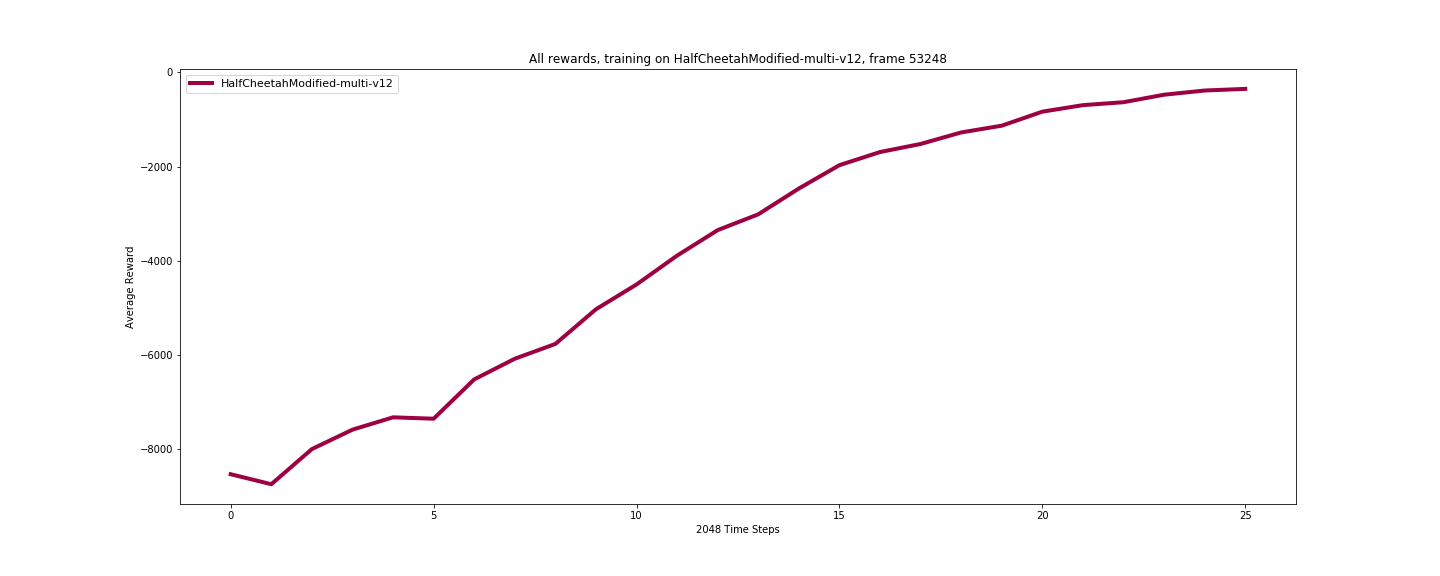 All rewards, training on HalfCheetahModified-multi-v12, frame 53248
HalfCheetahModified-multi-v12
0
−2000
−4000
−6000
−8000
Average Reward
0 5 10 15 20 25
2048 Time Steps